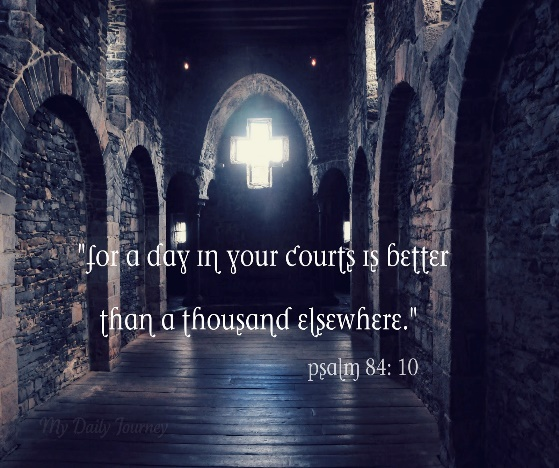 "for a day in your courts is better
than a thousand elsewhere."
psalm 84: 10
My Daily Journey